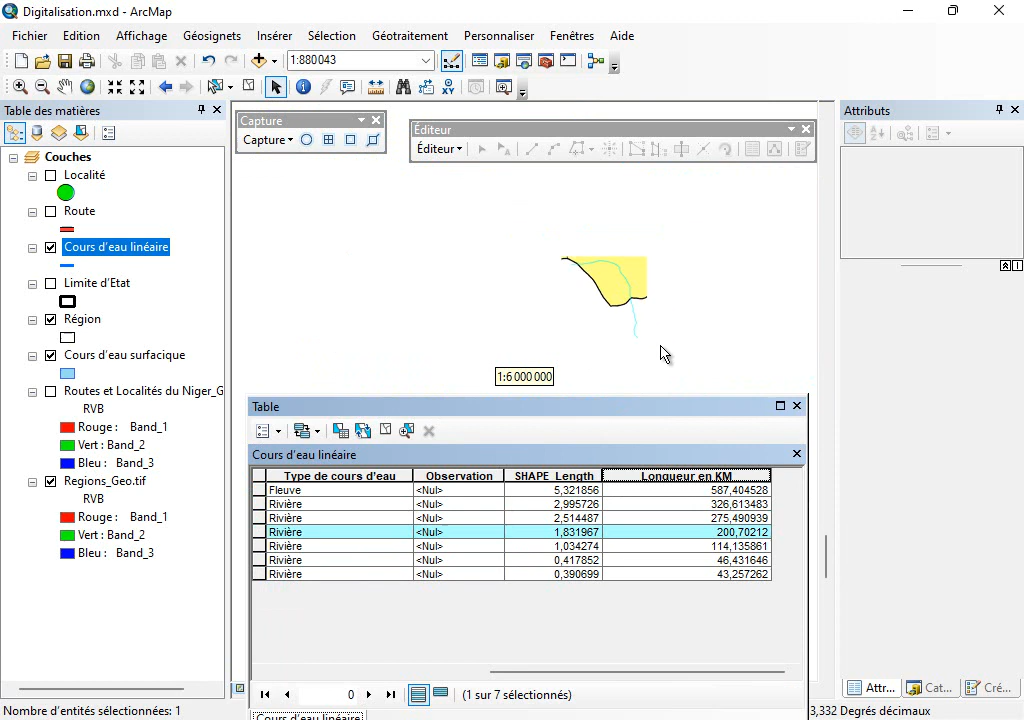 Digitalisation.mxd - ArcMap
Fichier Edition Affichage Géosignets Insérer Sélection Géotraitement Personnaliser Fenêtres Aide
1:880043
Table des matières
Couches
Localité
Route
Cours d'eau linéaire
Limite d'Etat
Région
Cours d'eau surfacique
Routes et Localités du Niger_G
RVB
Rouge : Band_1
Vert : Band_2
Bleu : Band_3
Regions_Geo.tif
RVB
Rouge : Band_1
Vert : Band_2
Bleu : Band_3
Capture
Capture
Éditeur
Éditeur
1:6 000 000
Table
Cours d'eau linéaire
Type de cours d'eau Observation SHAPE_Length Longueur en KM
Fleuve <Nul> 5,321856 587,404528
Rivière <Nul> 2,995726 326,613483
Rivière <Nul> 2,514487 275,490939
Rivière <Nul> 1,831967 200,70212
Rivière <Nul> 1,034274 114,135861
Rivière <Nul> 0,417852 46,431646
Rivière <Nul> 0,390699 43,257262
0 (1 sur 7 sélectionnés)
Cours d'eau linéaire
Attributs
Attr... Cat... Cré...
Nombre d'entités sélectionnées: 1
3,332 Degrés décimaux